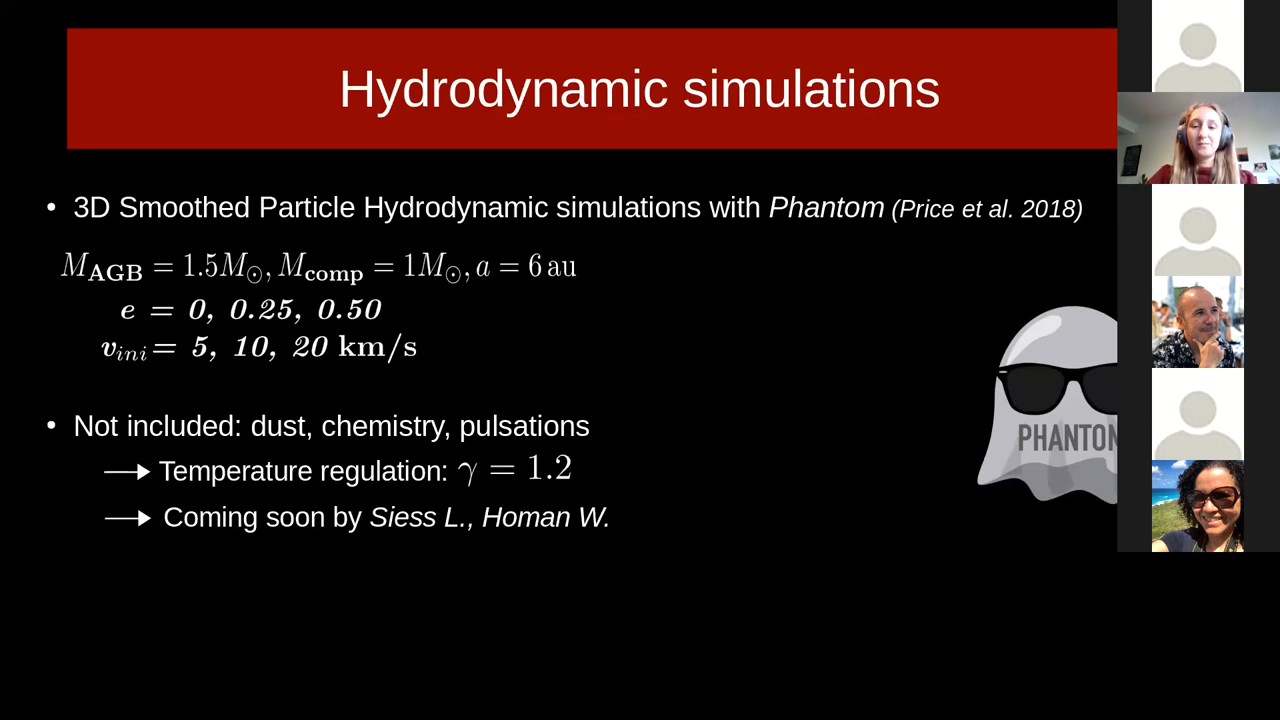 Hydrodynamic simulations
• 3D Smoothed Particle Hydrodynamic simulations with Phantom (Price et al. 2018)
M_AGB = 1.5M_⊙, M_comp = 1M_⊙, a = 6 au
e = 0, 0.25, 0.50
v_ini = 5, 10, 20 km/s
• Not included: dust, chemistry, pulsations
⟶ Temperature regulation: γ = 1.2
⟶ Coming soon by Siess L., Homan W.
PHANTOM